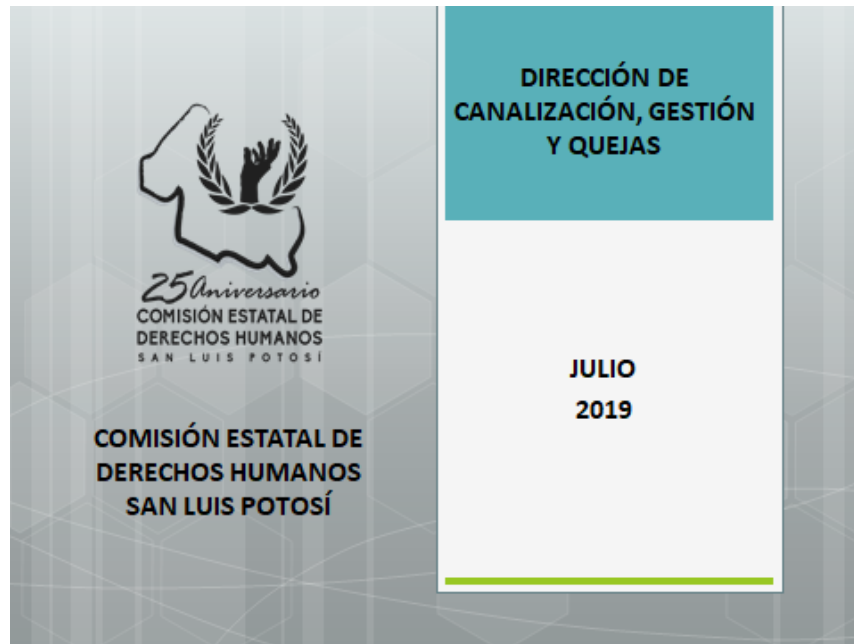 25 Aniversario
COMISIÓN ESTATAL DE
DERECHOS HUMANOS
SAN LUIS POTOSÍ
COMISIÓN ESTATAL DE
DERECHOS HUMANOS
SAN LUIS POTOSÍ
DIRECCIÓN DE
CANALIZACIÓN, GESTIÓN
Y QUEJAS
JULIO
2019